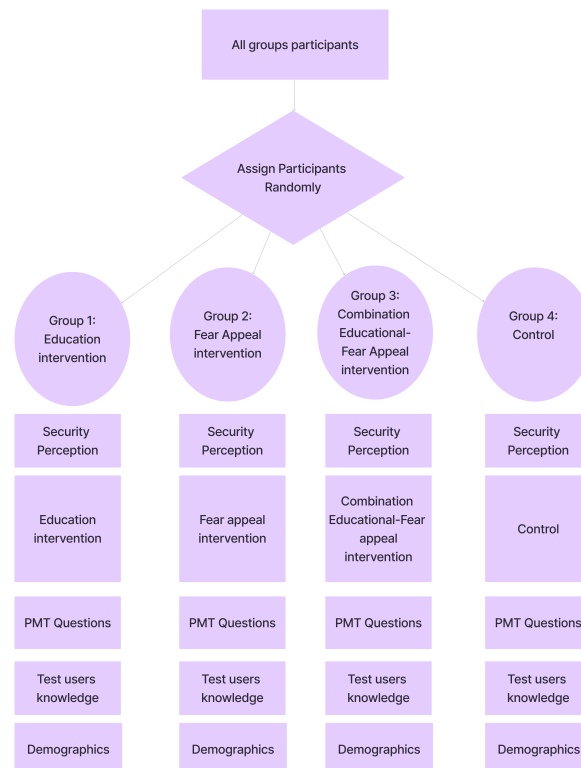 All groups participants
Assign Participants
Randomly
Group 1:
Education
intervention
Group 2:
Fear Appeal
intervention
Group 3:
Combination
Educational-
Fear Appeal
intervention
Group 4:
Control
Security
Perception
Security
Perception
Security
Perception
Security
Perception
Education
intervention
Fear appeal
intervention
Combination
Educational-Fear
appeal
intervention
Control
PMT Questions
PMT Questions
PMT Questions
PMT Questions
Test users
knowledge
Test users
knowledge
Test users
knowledge
Test users
knowledge
Demographics
Demographics
Demographics
Demographics